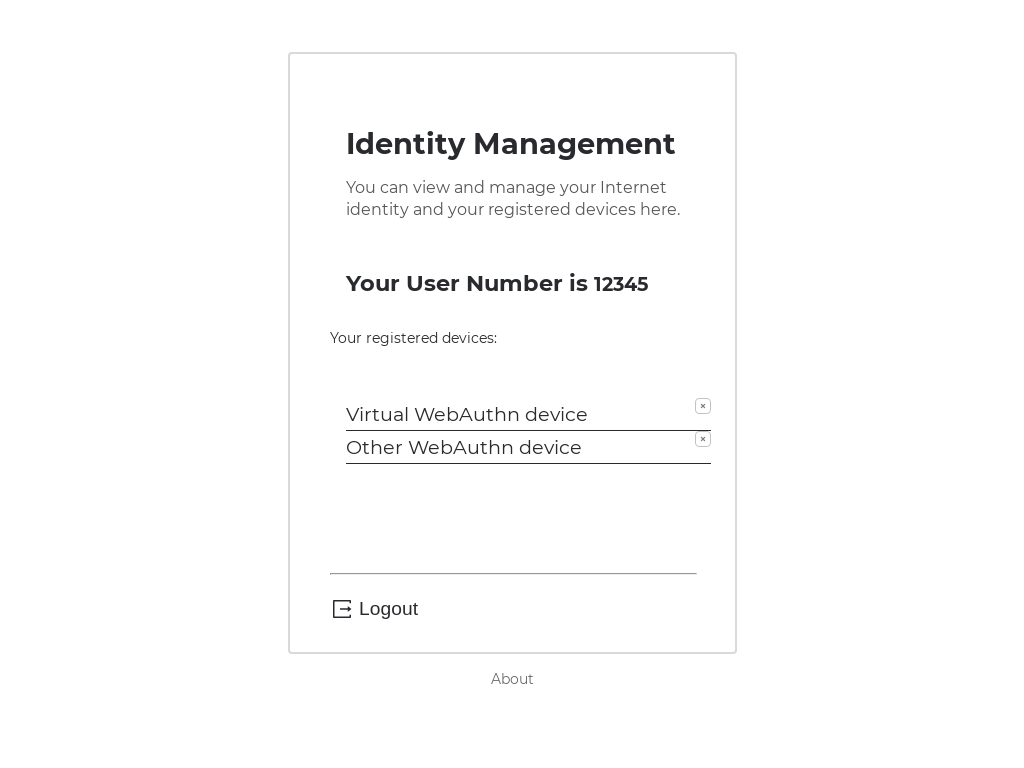 Identity Management
You can view and manage your Internet
identity and your registered devices here.
Your User Number is 12345
Your registered devices:
Virtual WebAuthn device
Other WebAuthn device
Logout
About